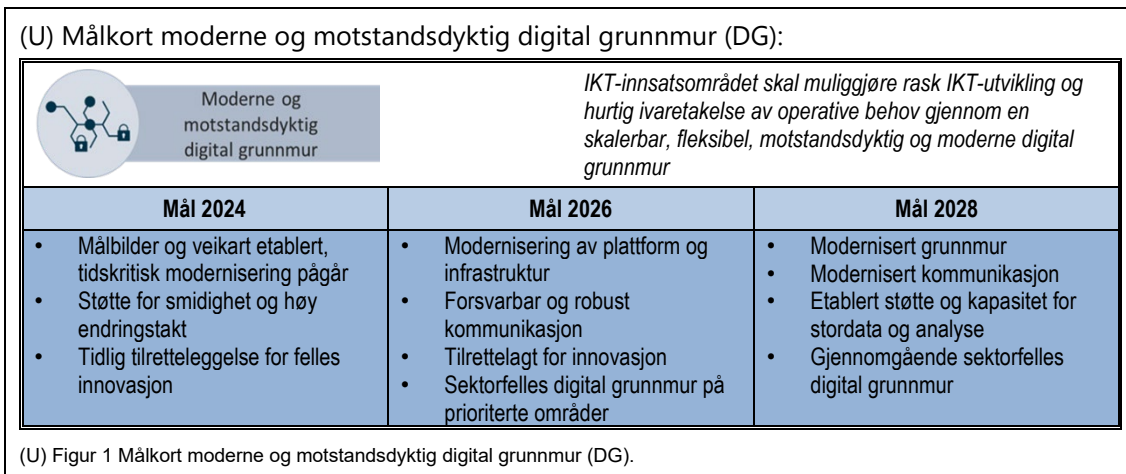 (U) Målkort moderne og motstandsdyktig digital grunnmur (DG):
Moderne og
motstandsdyktig
digital grunnmur
IKT-innsatsområdet skal muliggjøre rask IKT-utvikling og
hurtig ivaretakelse av operative behov gjennom en
skalerbar, fleksibel, motstandsdyktig og moderne digital
grunnmur
Mål 2024
• Målbilder og veikart etablert,
tidskritisk modernisering pågår
• Støtte for smidighet og høy
endringstakt
• Tidlig tilretteleggelse for felles
innovasjon
Mål 2026
• Modernisering av plattform og
infrastruktur
• Forsvarbar og robust
kommunikasjon
• Tilrettelagt for innovasjon
• Sektorfelles digital grunnmur på
prioriterte områder
Mål 2028
• Modernisert grunnmur
• Modernisert kommunikasjon
• Etablert støtte og kapasitet for
stordata og analyse
• Gjennomgående sektorfelles
digital grunnmur
(U) Figur 1 Målkort moderne og motstandsdyktig digital grunnmur (DG).